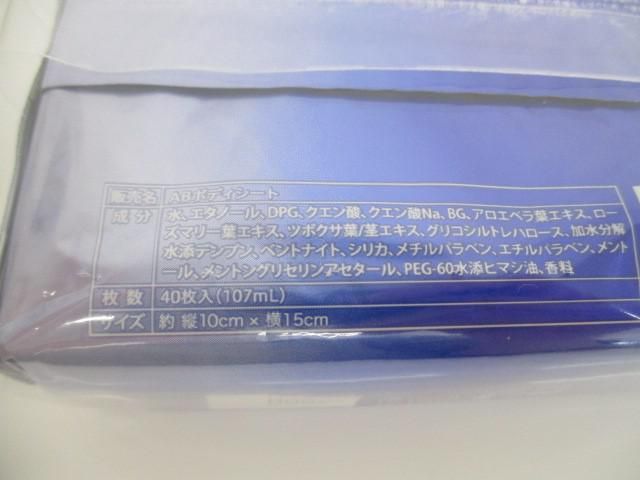 販売名 ABボディシート
成分 水、エタノール、DPG、クエン酸、クエン酸Na、BG、アロエベラ葉エキス、ロー
ズマリー葉エキス、ツボクサ葉/茎エキス、グリコシルトレハロース、加水分解
水添デンプン、ベントナイト、シリカ、メチルパラベン、エチルパラベン、メント
ール、メントングリセリンアセタール、PEG-60水添ヒマシ油、香料
枚数 40枚入(107mL)
サイズ 約 縦10cm×横15cm